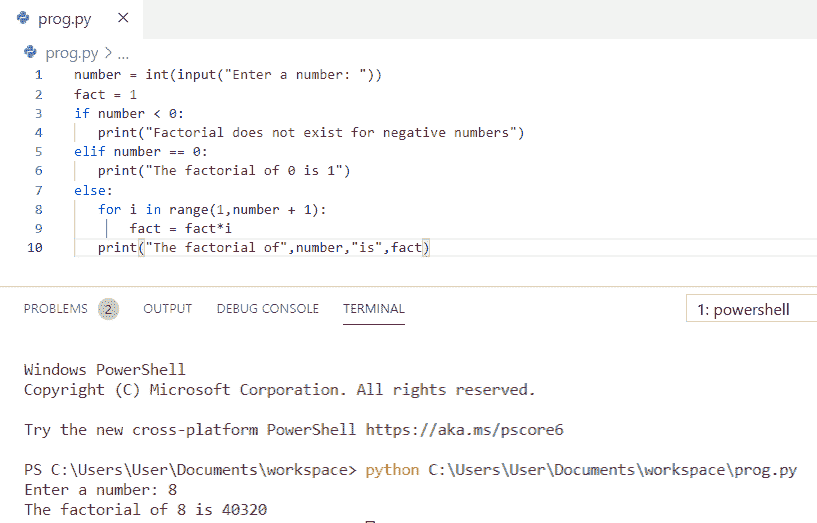 prog.py ×
prog.py > ...
1 number = int(input("Enter a number: "))
2 fact = 1
3 if number < 0:
4 print("Factorial does not exist for negative numbers")
5 elif number == 0:
6 print("The factorial of 0 is 1")
7 else:
8 for i in range(1,number + 1):
9 fact = fact*i
10 print("The factorial of",number,"is",fact)
PROBLEMS 2 OUTPUT DEBUG CONSOLE TERMINAL 1: powershell
Windows PowerShell
Copyright (C) Microsoft Corporation. All rights reserved.
Try the new cross-platform PowerShell https://aka.ms/pscore6
PS C:\Users\User\Documents\workspace> python C:\Users\User\Documents\workspace\prog.py
Enter a number: 8
The factorial of 8 is 40320